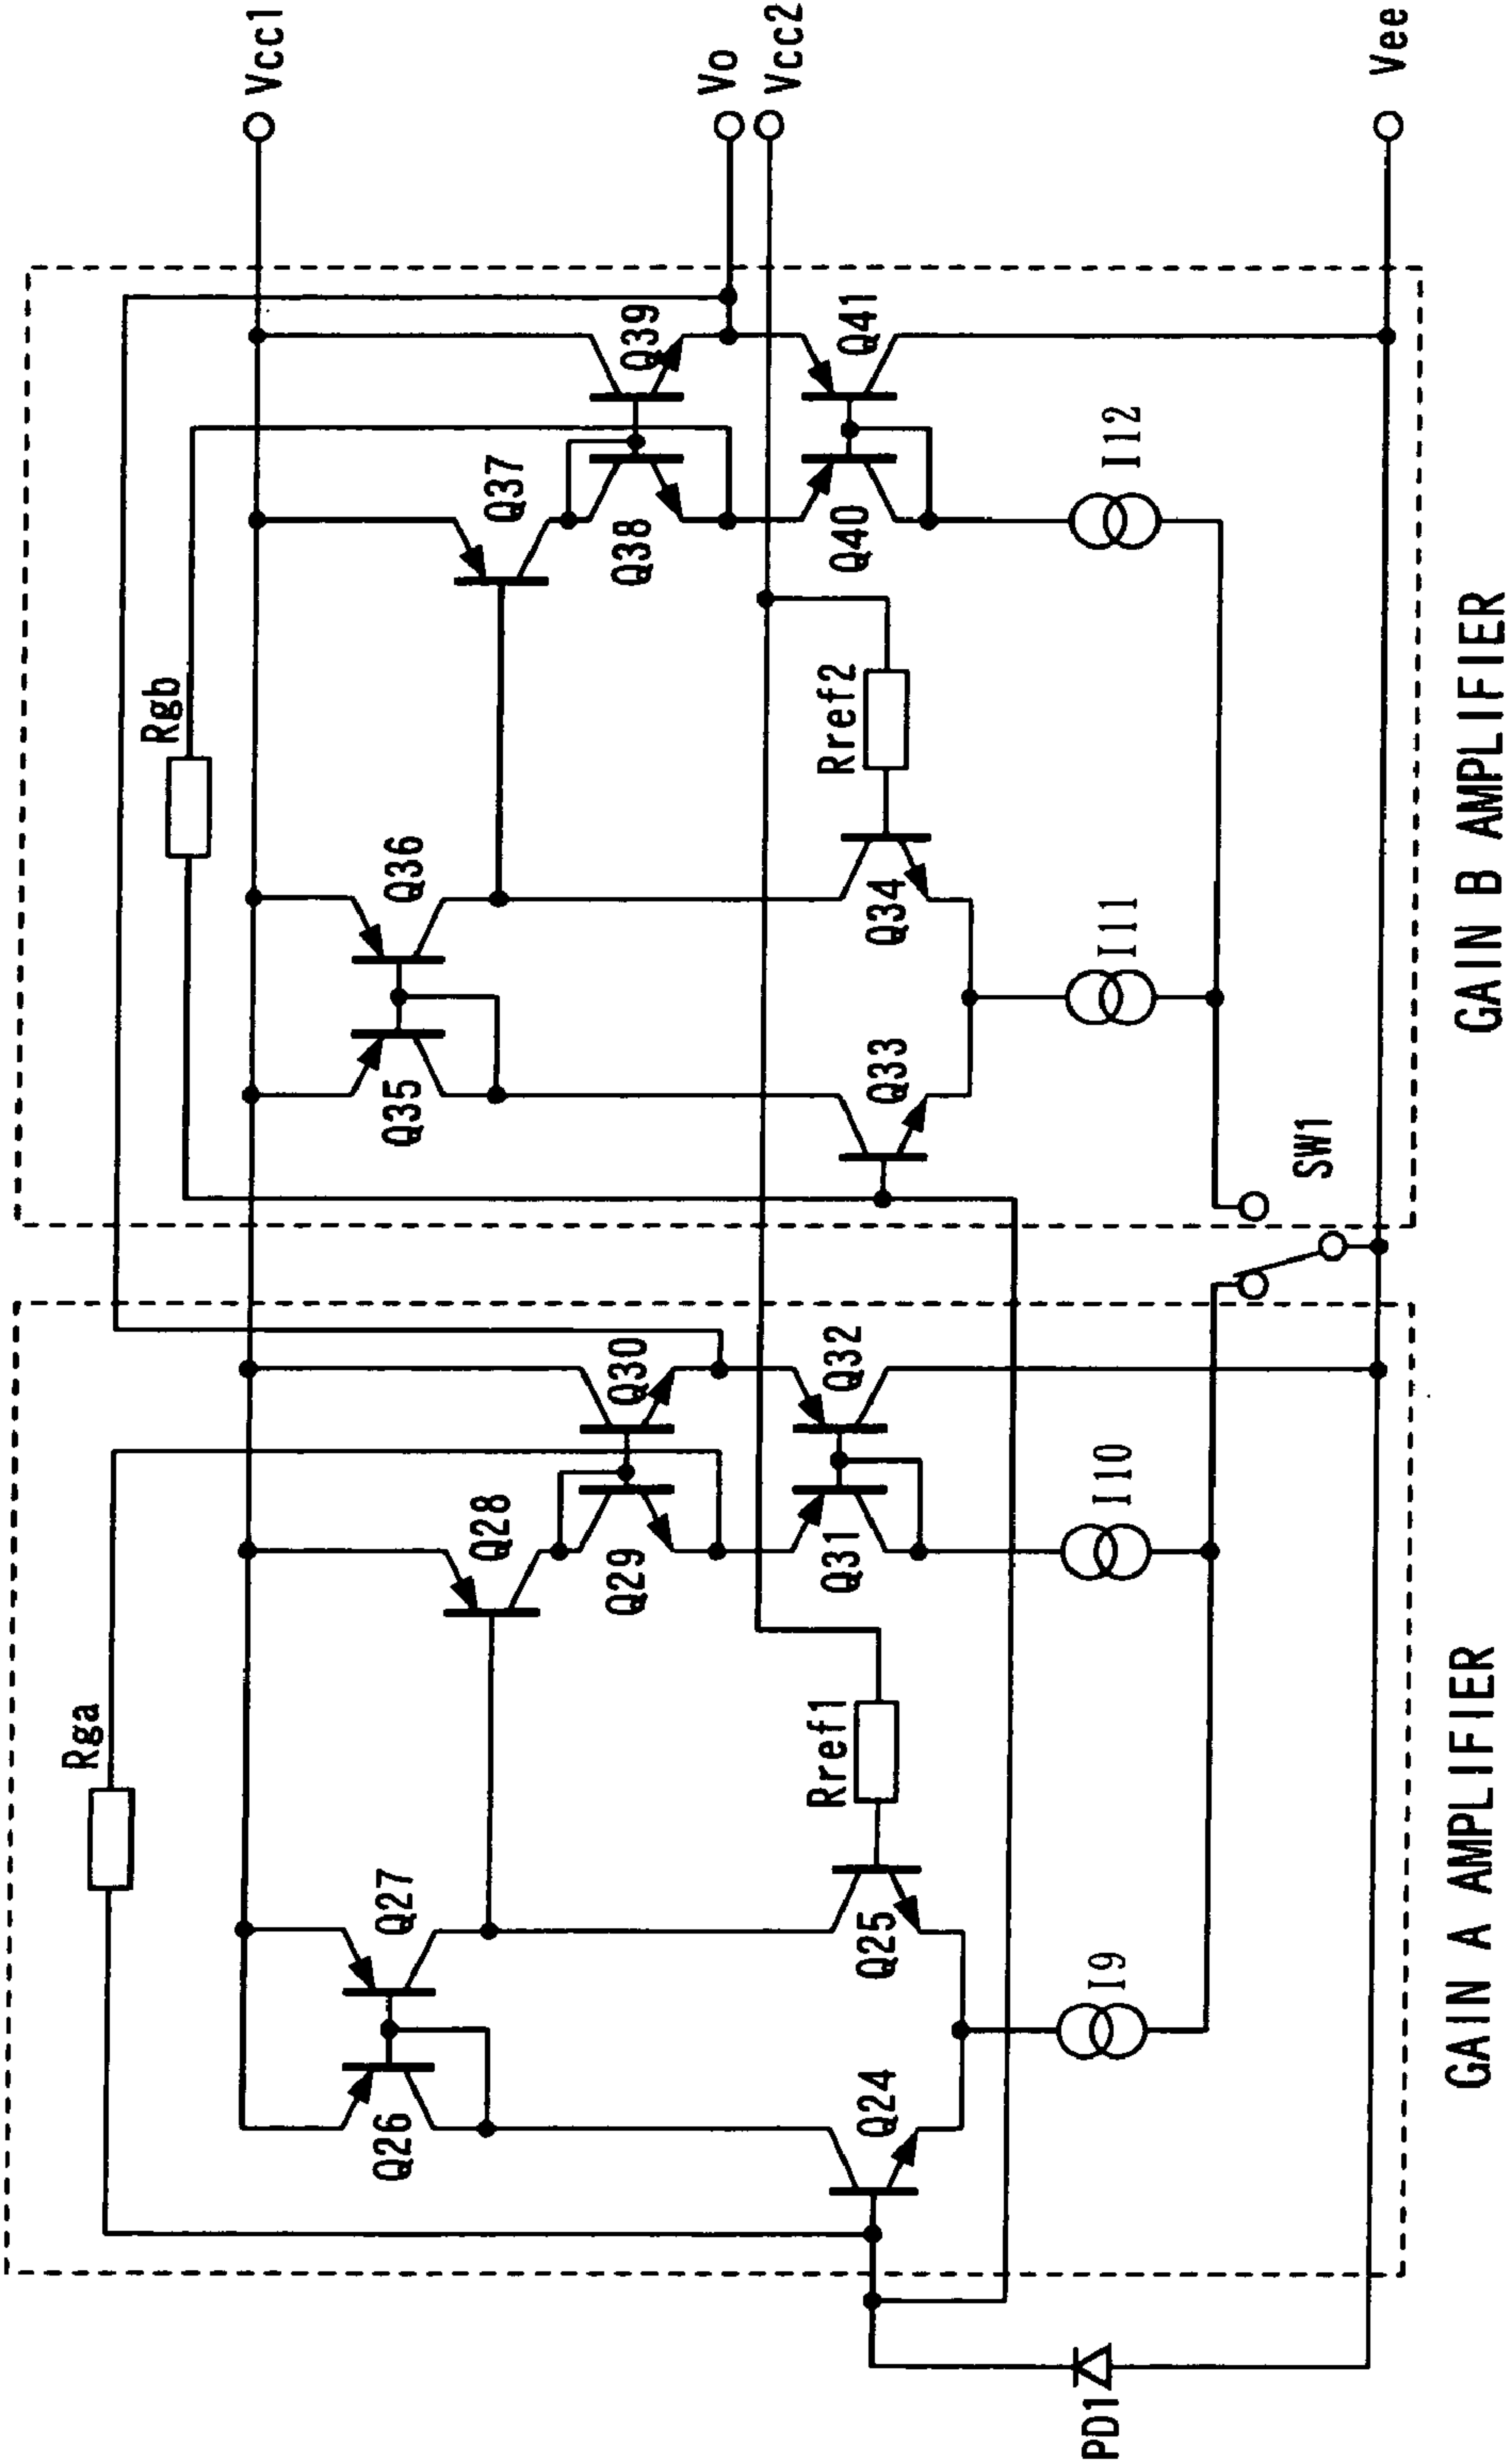 Rga
Rgb
Vcc1
Q26
Q27
Q28
Q29
Q30
Q35
Q36
Q37
Q38
Q39
Vo
Vcc2
Q24
Q25
Rref1
Q31
Q32
Q33
Q34
Rref2
Q40
Q41
PD1
I9
I10
I11
I12
SW1
Vee
GAIN A AMPLIFIER
GAIN B AMPLIFIER